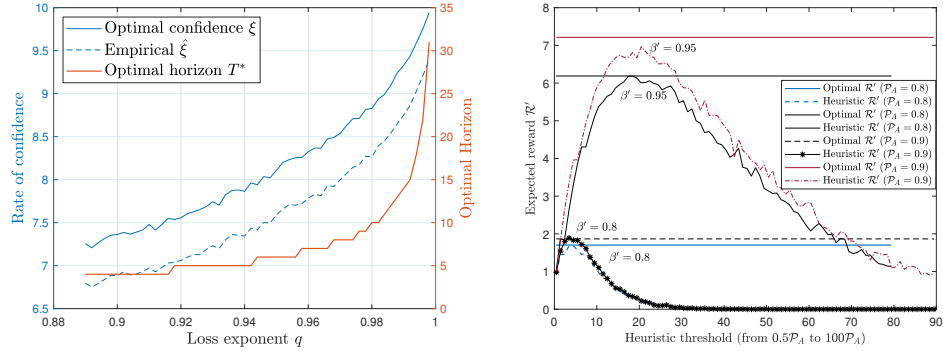 10
9.5
9
8.5
8
7.5
7
6.5
Rate of confidence
Optimal confidence ξ
Empirical ξ̂
Optimal horizon T*
35
30
25
20
15
10
5
0
Optimal Horizon
0.88 0.9 0.92 0.94 0.96 0.98 1
Loss exponent q
8
7
6
5
4
3
2
1
0
Expected reward R′
β′ = 0.95
β′ = 0.95
Optimal R′ (P_A = 0.8)
Heuristic R′ (P_A = 0.8)
Optimal R′ (P_A = 0.8)
Heuristic R′ (P_A = 0.8)
Optimal R′ (P_A = 0.9)
Heuristic R′ (P_A = 0.9)
Optimal R′ (P_A = 0.9)
Heuristic R′ (P_A = 0.9)
β′ = 0.8
β′ = 0.8
0 10 20 30 40 50 60 70 80 90
Heuristic threshold (from 0.5P_A to 100P_A)